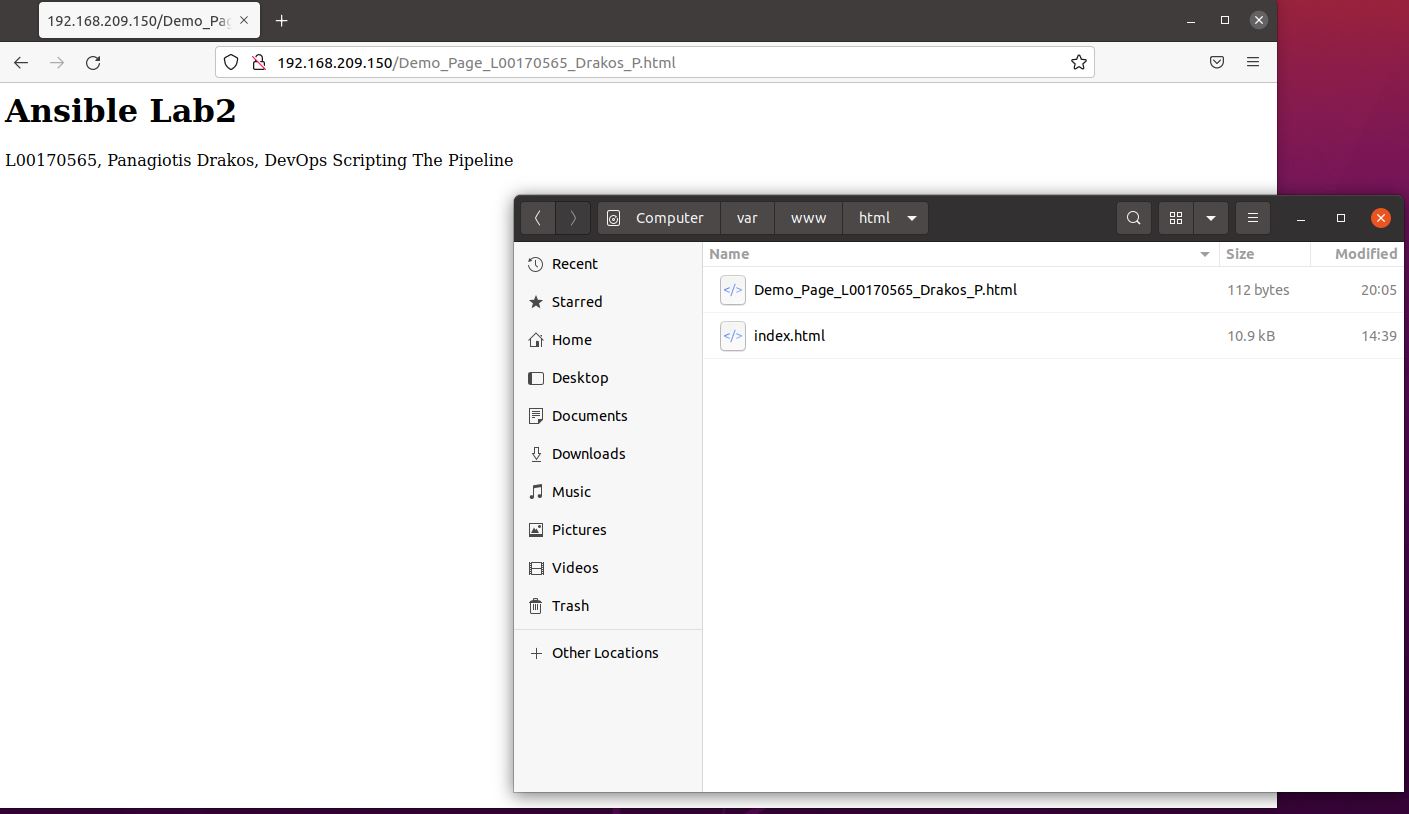 192.168.209.150/Demo_Pa
192.168.209.150/Demo_Page_L00170565_Drakos_P.html
Ansible Lab2
L00170565, Panagiotis Drakos, DevOps Scripting The Pipeline
Computer var www html
Name Size Modified
Recent
Starred
Home
Desktop
Documents
Downloads
Music
Pictures
Videos
Trash
Other Locations
Demo_Page_L00170565_Drakos_P.html 112 bytes 20:05
index.html 10.9 kB 14:39